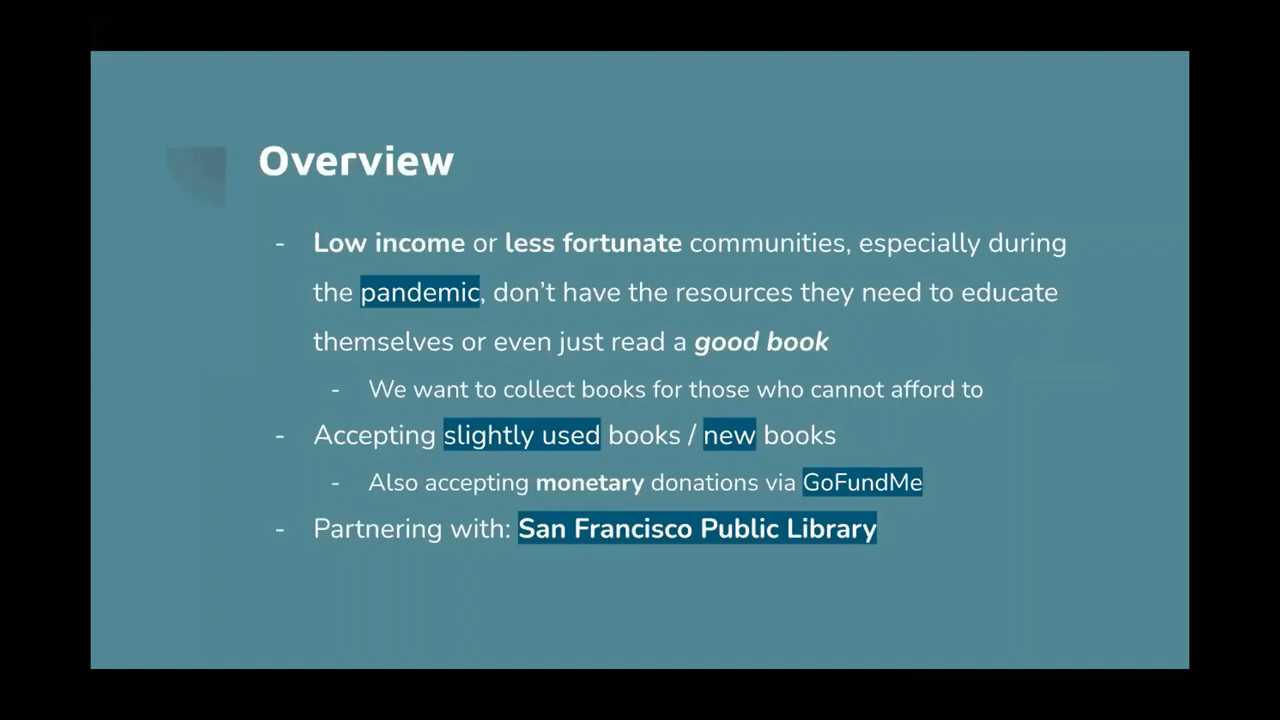 Overview
- Low income or less fortunate communities, especially during
the pandemic, don’t have the resources they need to educate
themselves or even just read a good book
- We want to collect books for those who cannot afford to
- Accepting slightly used books / new books
- Also accepting monetary donations via GoFundMe
- Partnering with: San Francisco Public Library